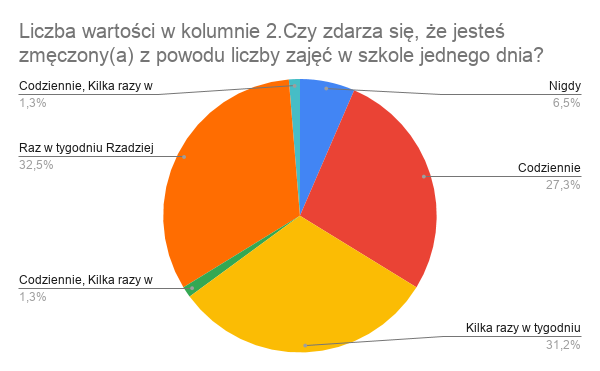 Liczba wartości w kolumnie 2.Czy zdarza się, że jesteś
zmęczony(a) z powodu liczby zajęć w szkole jednego dnia?
Codziennie, Kilka razy w
1,3%
Nigdy
6,5%
Raz w tygodniu Rzadziej
32,5%
Codziennie
27,3%
Codziennie, Kilka razy w
1,3%
Kilka razy w tygodniu
31,2%